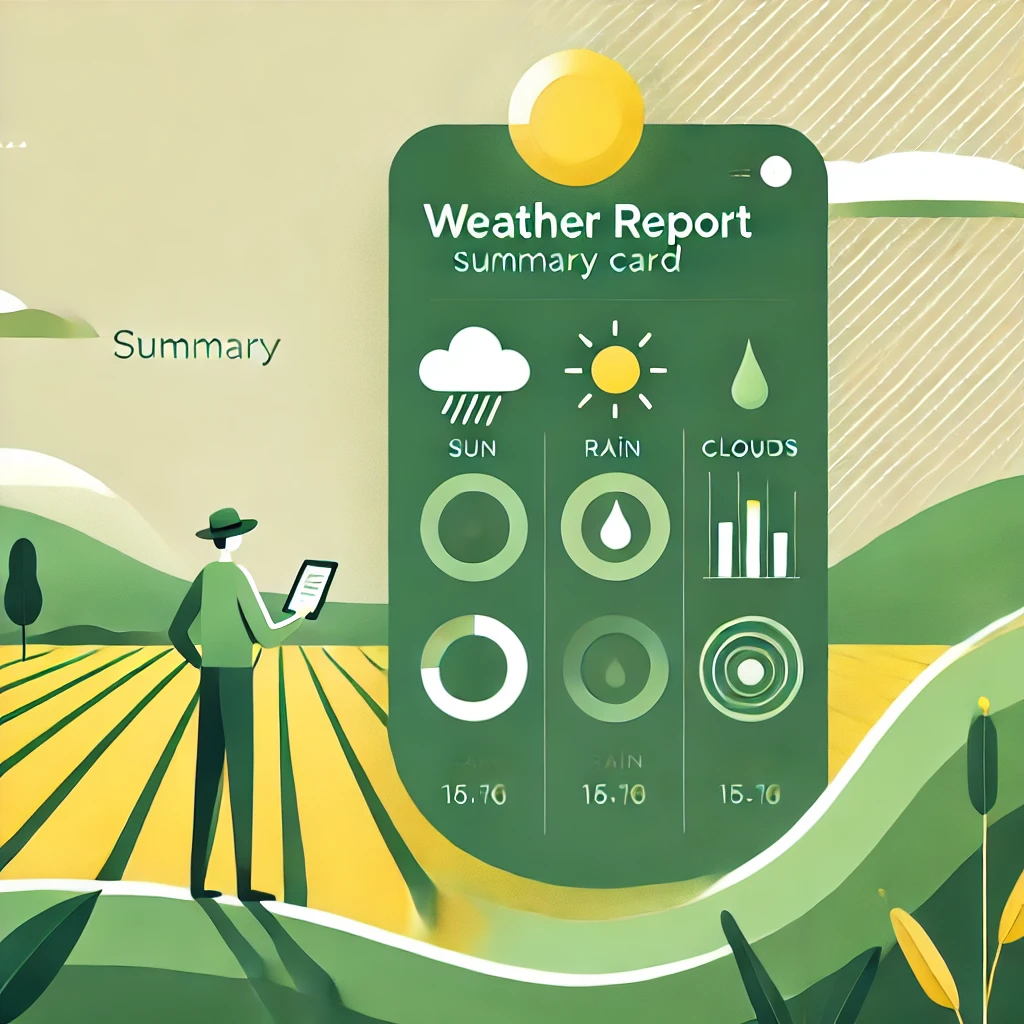 Weather Report
summary card
Summary
SUN
RAIN
CLOUDS
15.70
15.70
15-70